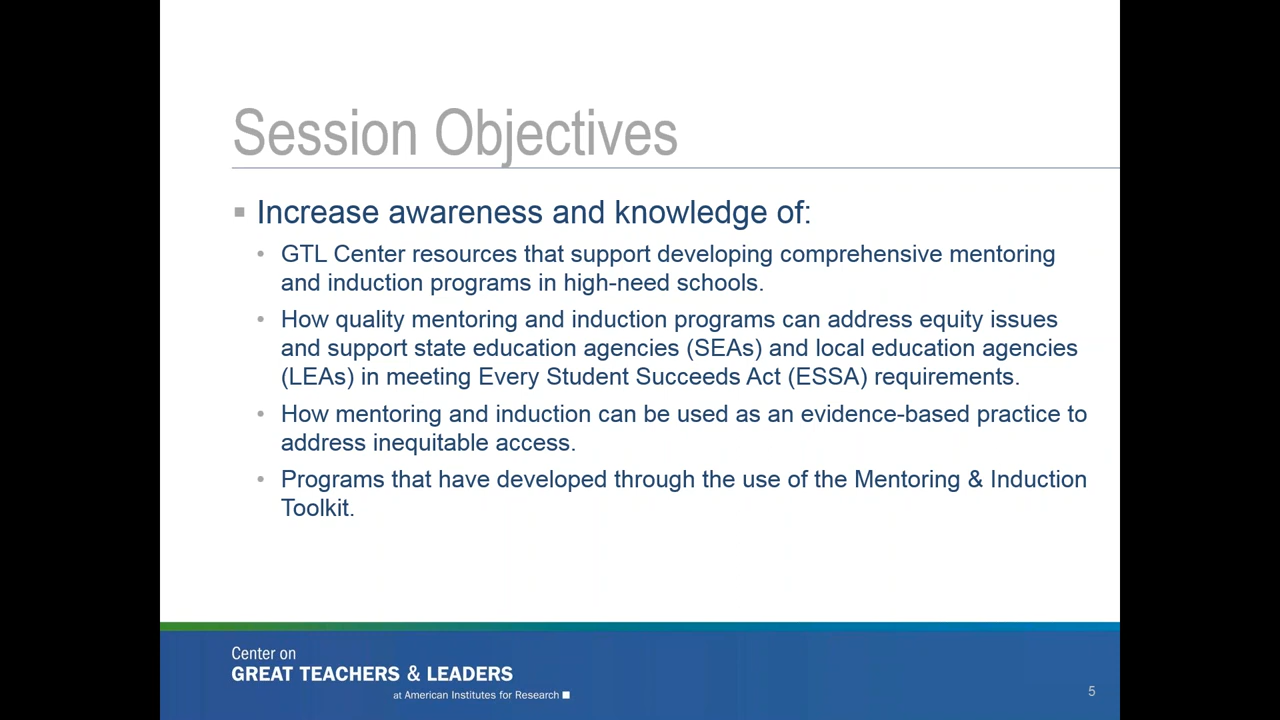 Session Objectives
Increase awareness and knowledge of:
GTL Center resources that support developing comprehensive mentoring
and induction programs in high-need schools.
How quality mentoring and induction programs can address equity issues
and support state education agencies (SEAs) and local education agencies
(LEAs) in meeting Every Student Succeeds Act (ESSA) requirements.
How mentoring and induction can be used as an evidence-based practice to
address inequitable access.
Programs that have developed through the use of the Mentoring & Induction
Toolkit.
Center on
GREAT TEACHERS & LEADERS
at American Institutes for Research
5